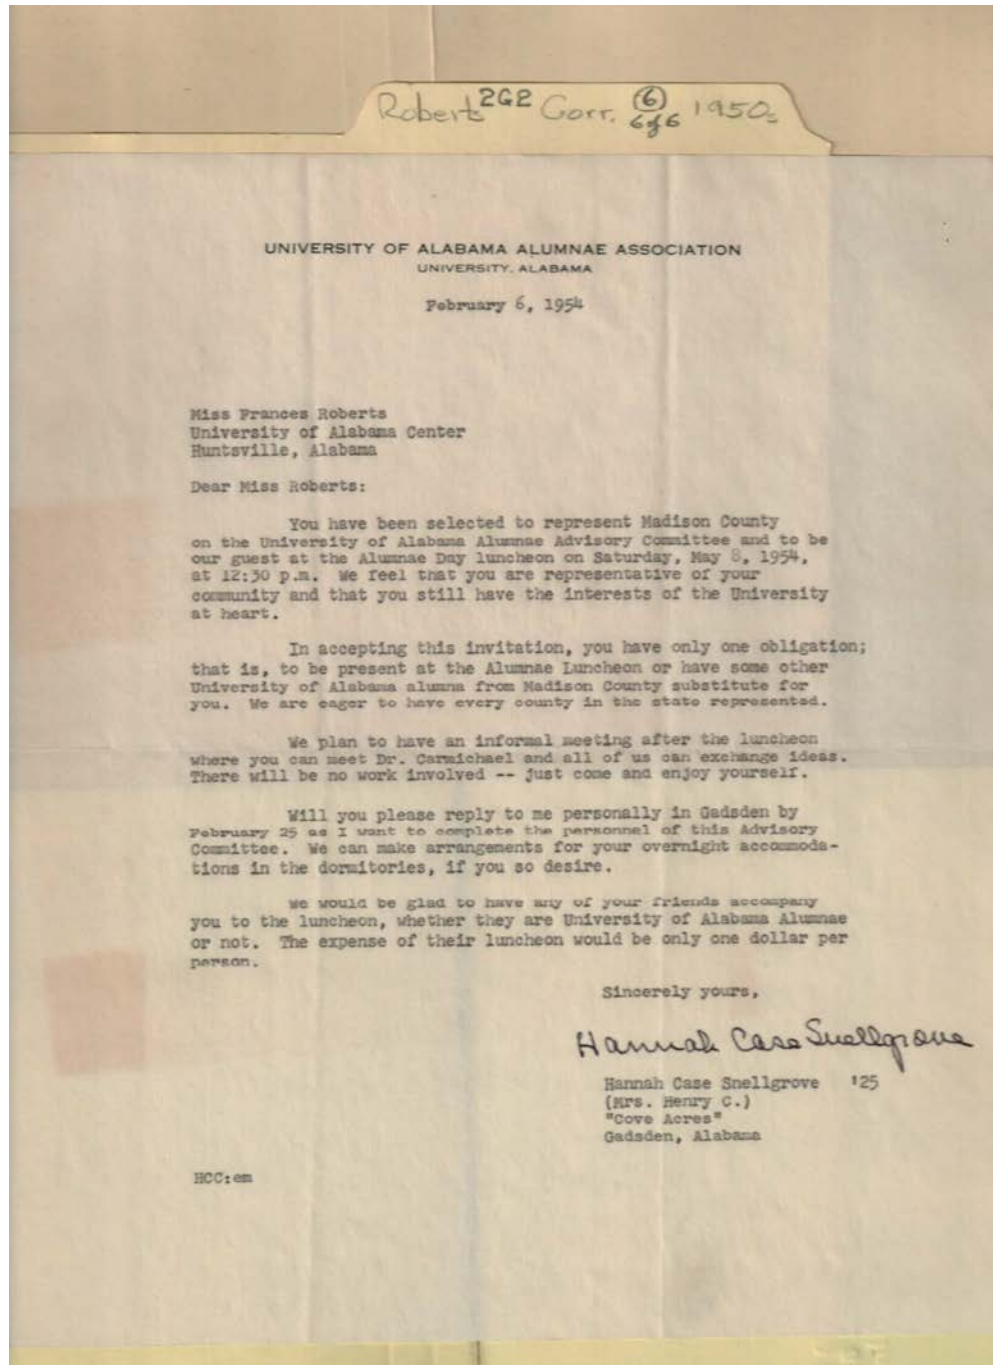 Roberts 2G2 Corr. 6 1950s
6 of 6
UNIVERSITY OF ALABAMA ALUMNAE ASSOCIATION
UNIVERSITY, ALABAMA
February 6, 1954
Miss Frances Roberts
University of Alabama Center
Huntsville, Alabama
Dear Miss Roberts:
You have been selected to represent Madison County
on the University of Alabama Alumnae Advisory Committee and to be
our guest at the Alumnae Day luncheon on Saturday, May 8, 1954,
at 12:30 p.m. We feel that you are representative of your
community and that you still have the interests of the University
at heart.
In accepting this invitation, you have only one obligation;
that is, to be present at the Alumnae Luncheon or have some other
University of Alabama alumna from Madison County substitute for
you. We are eager to have every county in the state represented.
We plan to have an informal meeting after the luncheon
where you can meet Dr. Carmichael and all of us can exchange ideas.
There will be no work involved -- just come and enjoy yourself.
Will you please reply to me personally in Gadsden by
February 25 as I want to complete the personnel of this Advisory
Committee. We can make arrangements for your overnight accommoda-
tions in the dormitories, if you so desire.
We would be glad to have any of your friends accompany
you to the luncheon, whether they are University of Alabama Alumnae
or not. The expense of their luncheon would be only one dollar per
person.
Sincerely yours,
Hannah Case Snellgrove
Hannah Case Snellgrove '25
(Mrs. Henry C.)
"Cove Acres"
Gadsden, Alabama
HCC:em